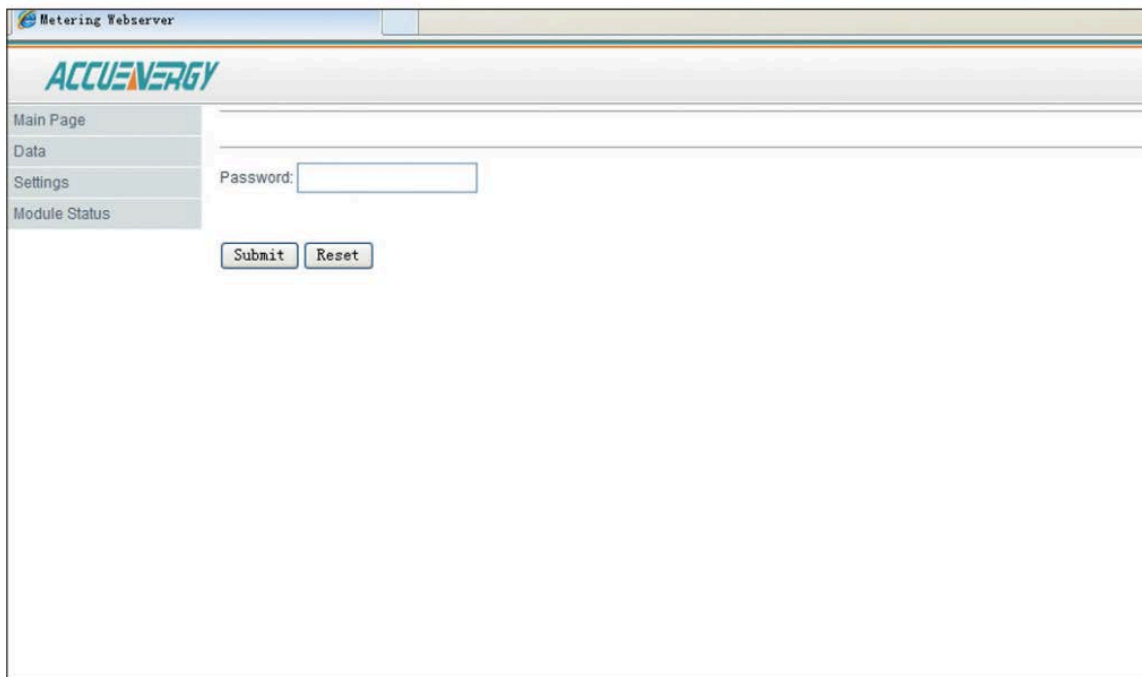 Metering Webserver
ACCUENERGY
Main Page
Data
Settings
Module Status
Password:
Submit Reset